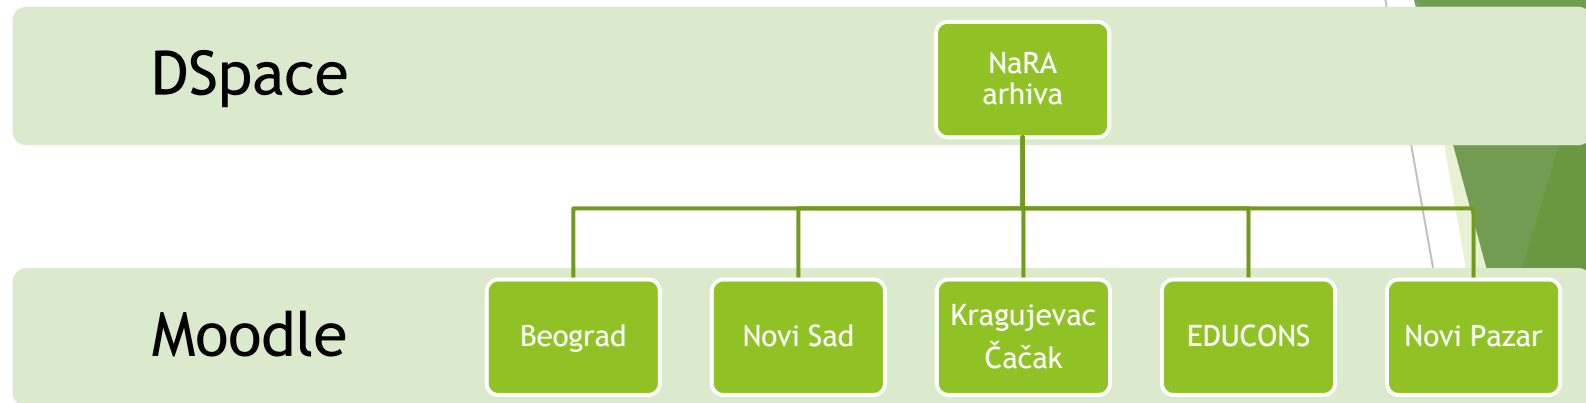 DSpace
NaRA
arhiva
Moodle
Beograd
Novi Sad
Kragujevac
Čačak
EDUCONS
Novi Pazar